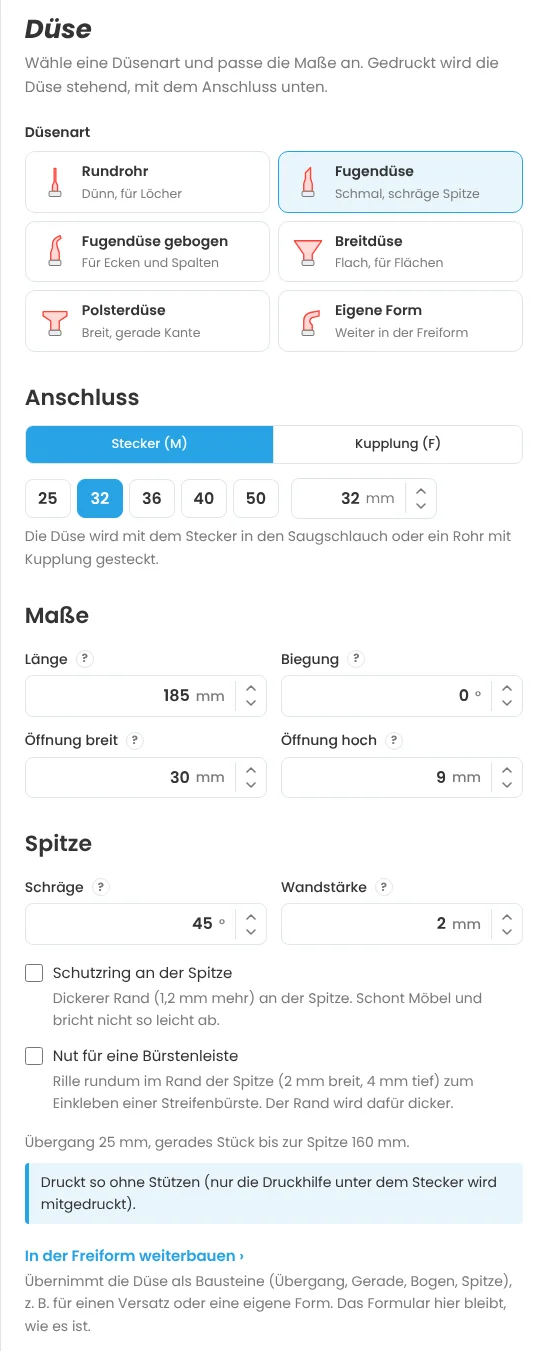 Düse
Wähle eine Düsenart und passe die Maße an. Gedruckt wird die
Düse stehend, mit dem Anschluss unten.
Düsenart
Rundrohr
Dünn, für Löcher
Fugendüse
Schmal, schräge Spitze
Fugendüse gebogen
Für Ecken und Spalten
Breitdüse
Flach, für Flächen
Polsterdüse
Breit, gerade Kante
Eigene Form
Weiter in der Freiform
Anschluss
Stecker (M) Kupplung (F)
25 32 36 40 50 32 mm
Die Düse wird mit dem Stecker in den Saugschlauch oder ein Rohr mit
Kupplung gesteckt.
Maße
Länge ? Biegung ?
185 mm 0 °
Öffnung breit ? Öffnung hoch ?
30 mm 9 mm
Spitze
Schräge ? Wandstärke ?
45 ° 2 mm
Schutzring an der Spitze
Dickerer Rand (1,2 mm mehr) an der Spitze. Schont Möbel und
bricht nicht so leicht ab.
Nut für eine Bürstenleiste
Rille rundum im Rand der Spitze (2 mm breit, 4 mm tief) zum
Einkleben einer Streifenbürste. Der Rand wird dafür dicker.
Übergang 25 mm, gerades Stück bis zur Spitze 160 mm.
Druckt so ohne Stützen (nur die Druckhilfe unter dem Stecker wird
mitgedruckt).
In der Freiform weiterbauen ›
Übernimmt die Düse als Bausteine (Übergang, Gerade, Bogen, Spitze),
z. B. für einen Versatz oder eine eigene Form. Das Formular hier bleibt,
wie es ist.